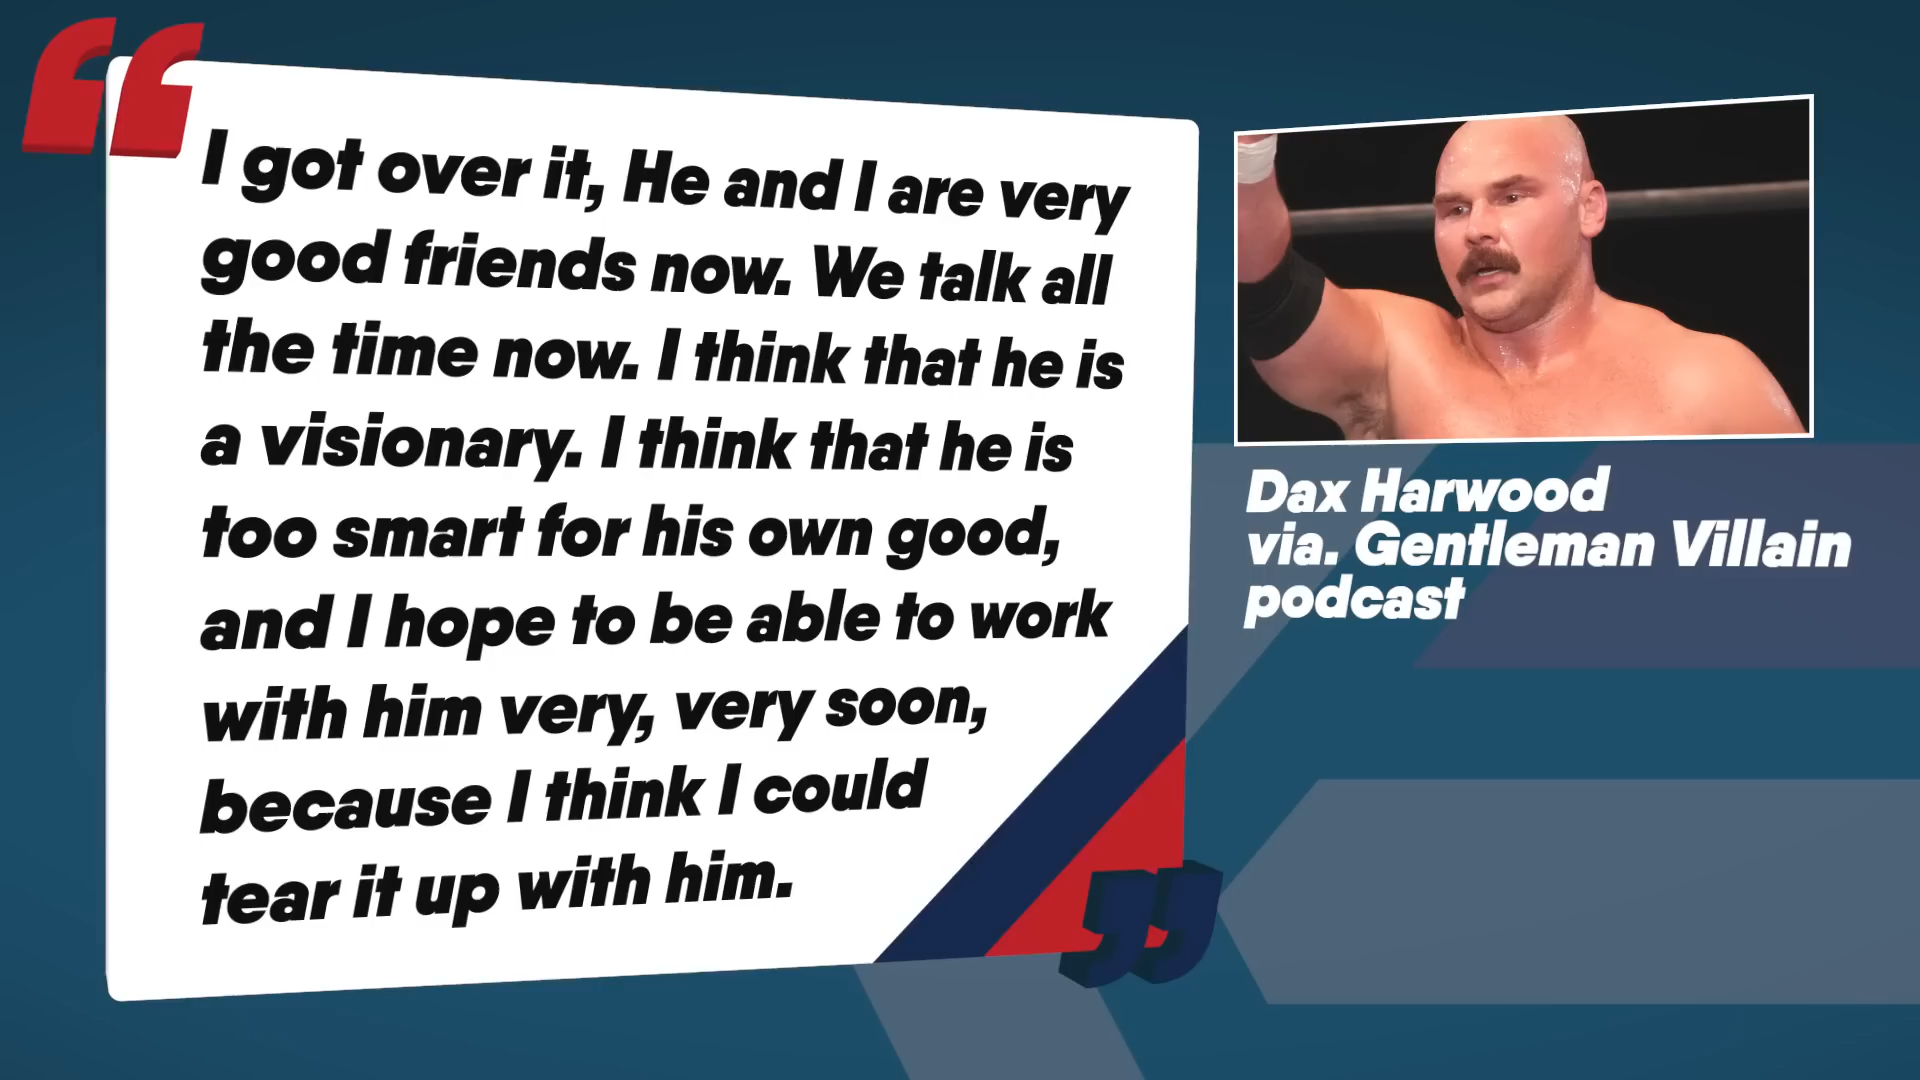 I got over it, He and I are very
good friends now. We talk all
the time now. I think that he is
a visionary. I think that he is
too smart for his own good,
and I hope to be able to work
with him very, very soon,
because I think I could
tear it up with him.
Dax Harwood
via. Gentleman Villain
podcast